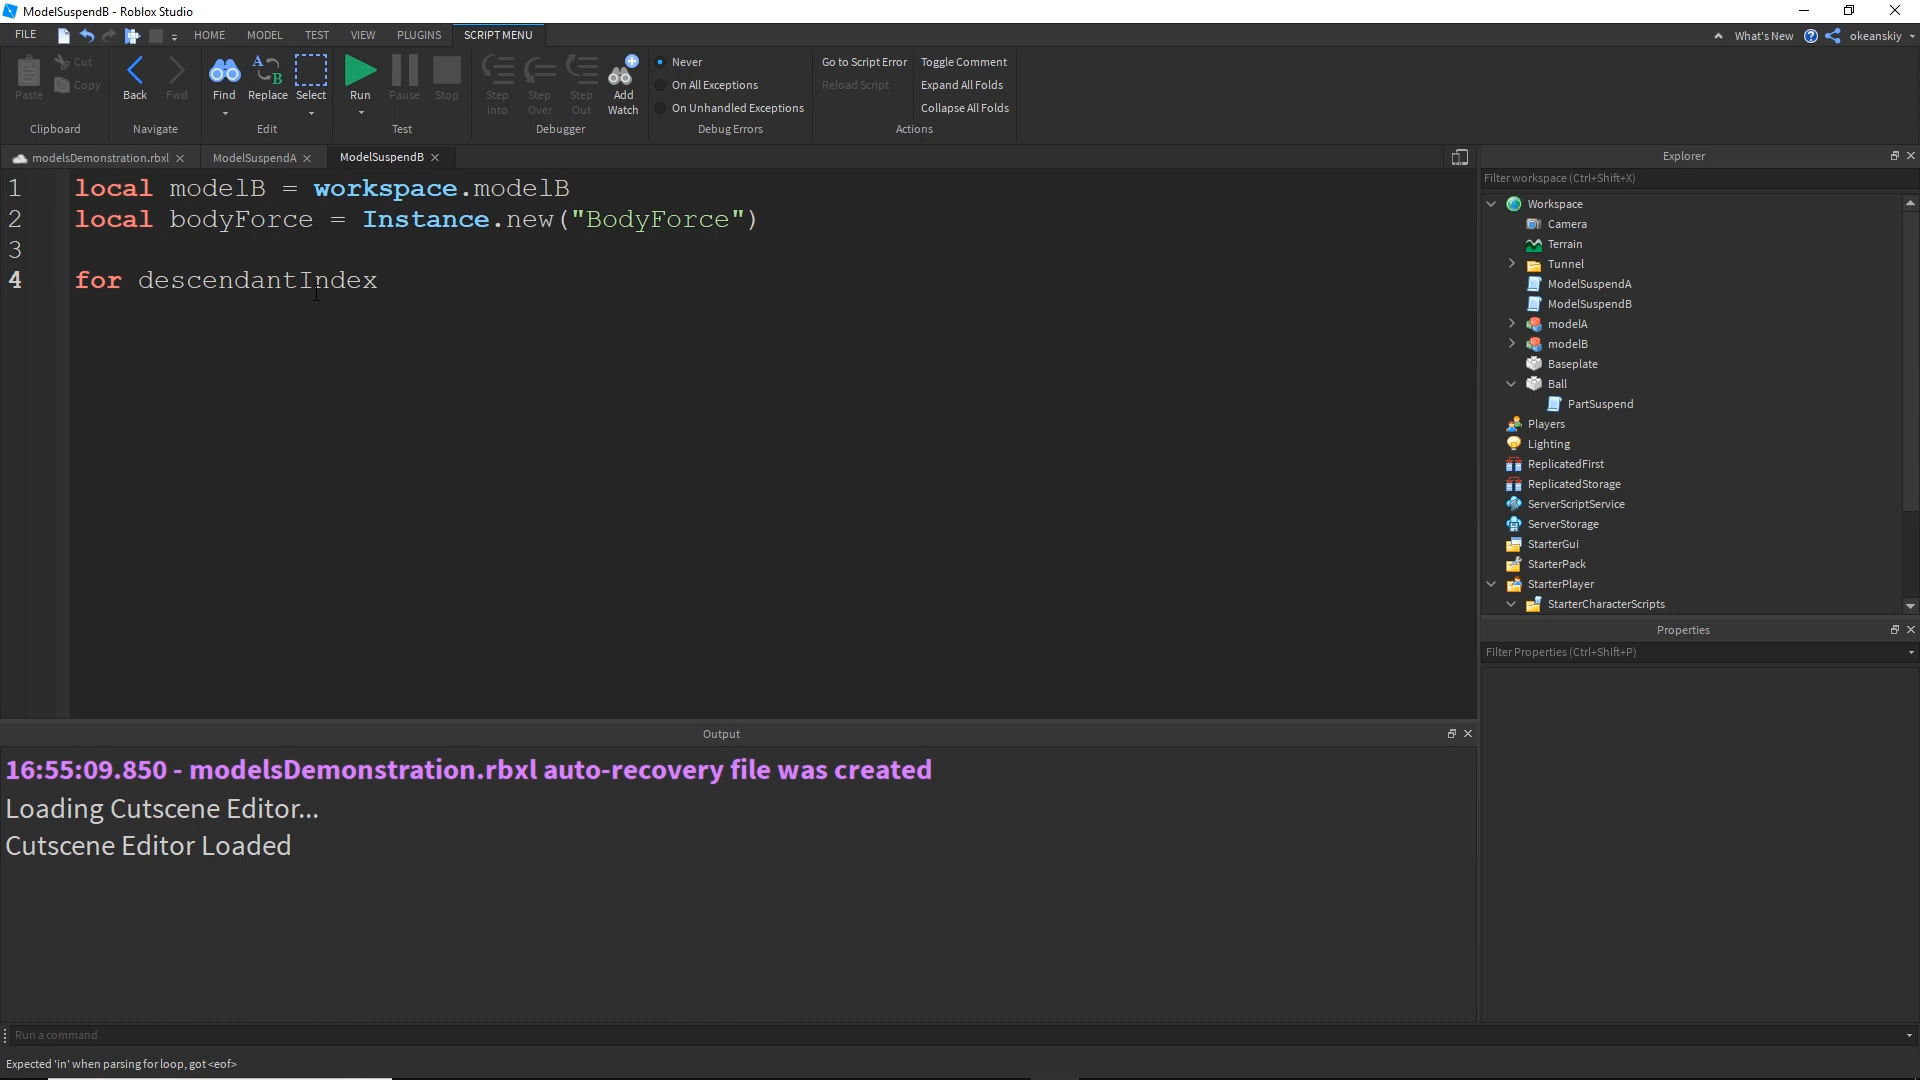 ModelSuspendB - Roblox Studio
FILE HOME MODEL TEST VIEW PLUGINS SCRIPT MENU What's New okeanskiy
Paste Cut Copy
Clipboard
Back Fwd
Navigate
Find Replace Select
Edit
Run Pause Stop
Test
Step Into Step Over Step Out Add Watch
Debugger
Never
On All Exceptions
On Unhandled Exceptions
Debug Errors
Go to Script Error Toggle Comment
Reload Script Expand All Folds
Collapse All Folds
Actions
modelsDemonstration.rbxl ModelSuspendA ModelSuspendB
1 local modelB = workspace.modelB
2 local bodyForce = Instance.new("BodyForce")
3
4 for descendantIndex
Output
16:55:09.850 - modelsDemonstration.rbxl auto-recovery file was created
Loading Cutscene Editor...
Cutscene Editor Loaded
Run a command
Expected 'in' when parsing for loop, got <eof>
Explorer
Filter workspace (Ctrl+Shift+X)
Workspace
Camera
Terrain
Tunnel
ModelSuspendA
ModelSuspendB
modelA
modelB
Baseplate
Ball
PartSuspend
Players
Lighting
ReplicatedFirst
ReplicatedStorage
ServerScriptService
ServerStorage
StarterGui
StarterPack
StarterPlayer
StarterCharacterScripts
Properties
Filter Properties (Ctrl+Shift+P)